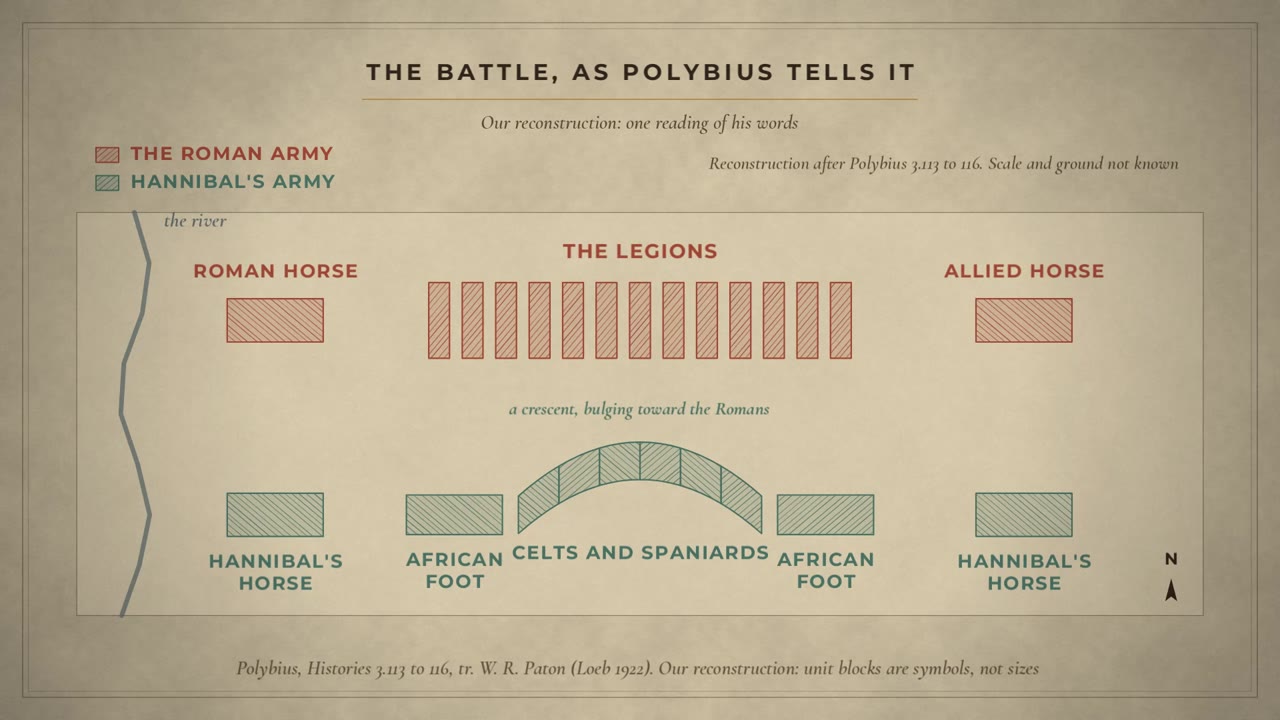 THE BATTLE, AS POLYBIUS TELLS IT
Our reconstruction: one reading of his words
THE ROMAN ARMY
HANNIBAL'S ARMY
Reconstruction after Polybius 3.113 to 116. Scale and ground not known
the river
THE LEGIONS
ROMAN HORSE
ALLIED HORSE
a crescent, bulging toward the Romans
HANNIBAL'S
HORSE
AFRICAN
FOOT
CELTS AND SPANIARDS
AFRICAN
FOOT
HANNIBAL'S
HORSE
N
Polybius, Histories 3.113 to 116, tr. W. R. Paton (Loeb 1922). Our reconstruction: unit blocks are symbols, not sizes